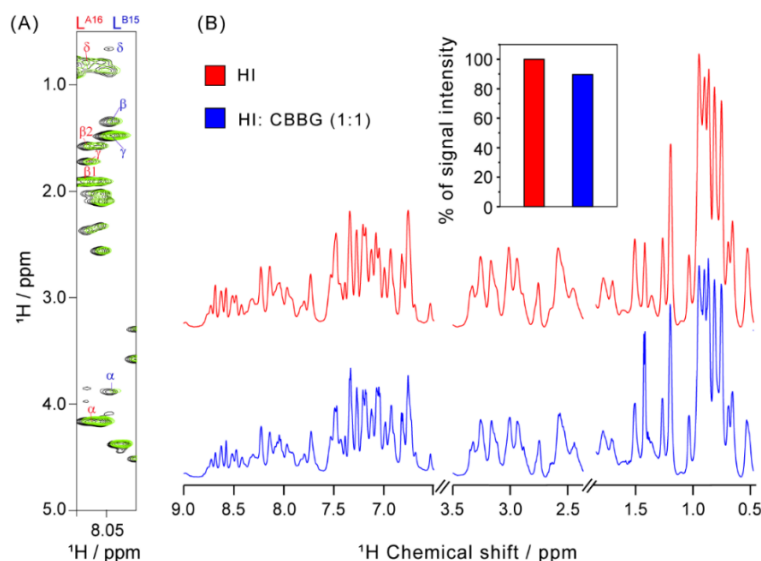 (A)
L^A16 L^B15
δ δ
β
β2
γ γ
β1
α
α
1.0
2.0
3.0
4.0
5.0
¹H / ppm
8.05
¹H / ppm
(B)
HI
HI: CBBG (1:1)
% of signal intensity
100
80
60
40
20
0
9.0 8.5 8.0 7.5 7.0 3.5 3.0 2.5 1.5 1.0 0.5
¹H Chemical shift / ppm